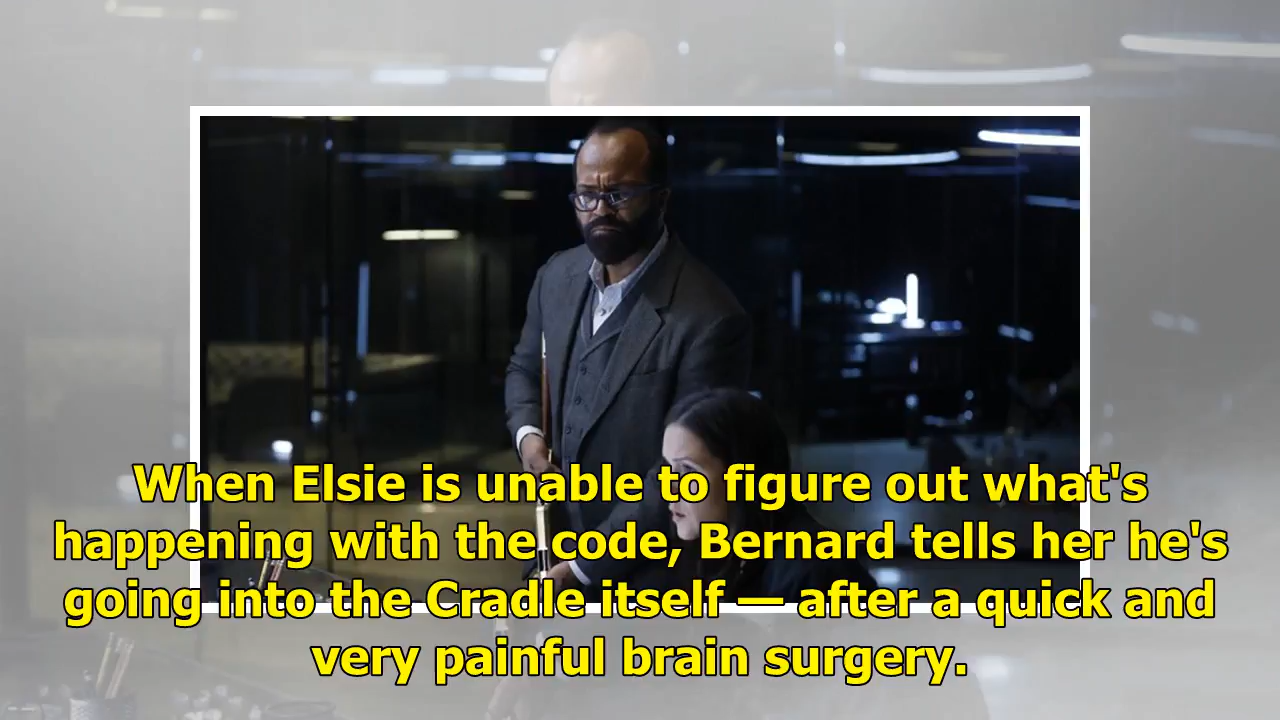 When Elsie is unable to figure out what's
happening with the code, Bernard tells her he's
going into the Cradle itself — after a quick and
very painful brain surgery.